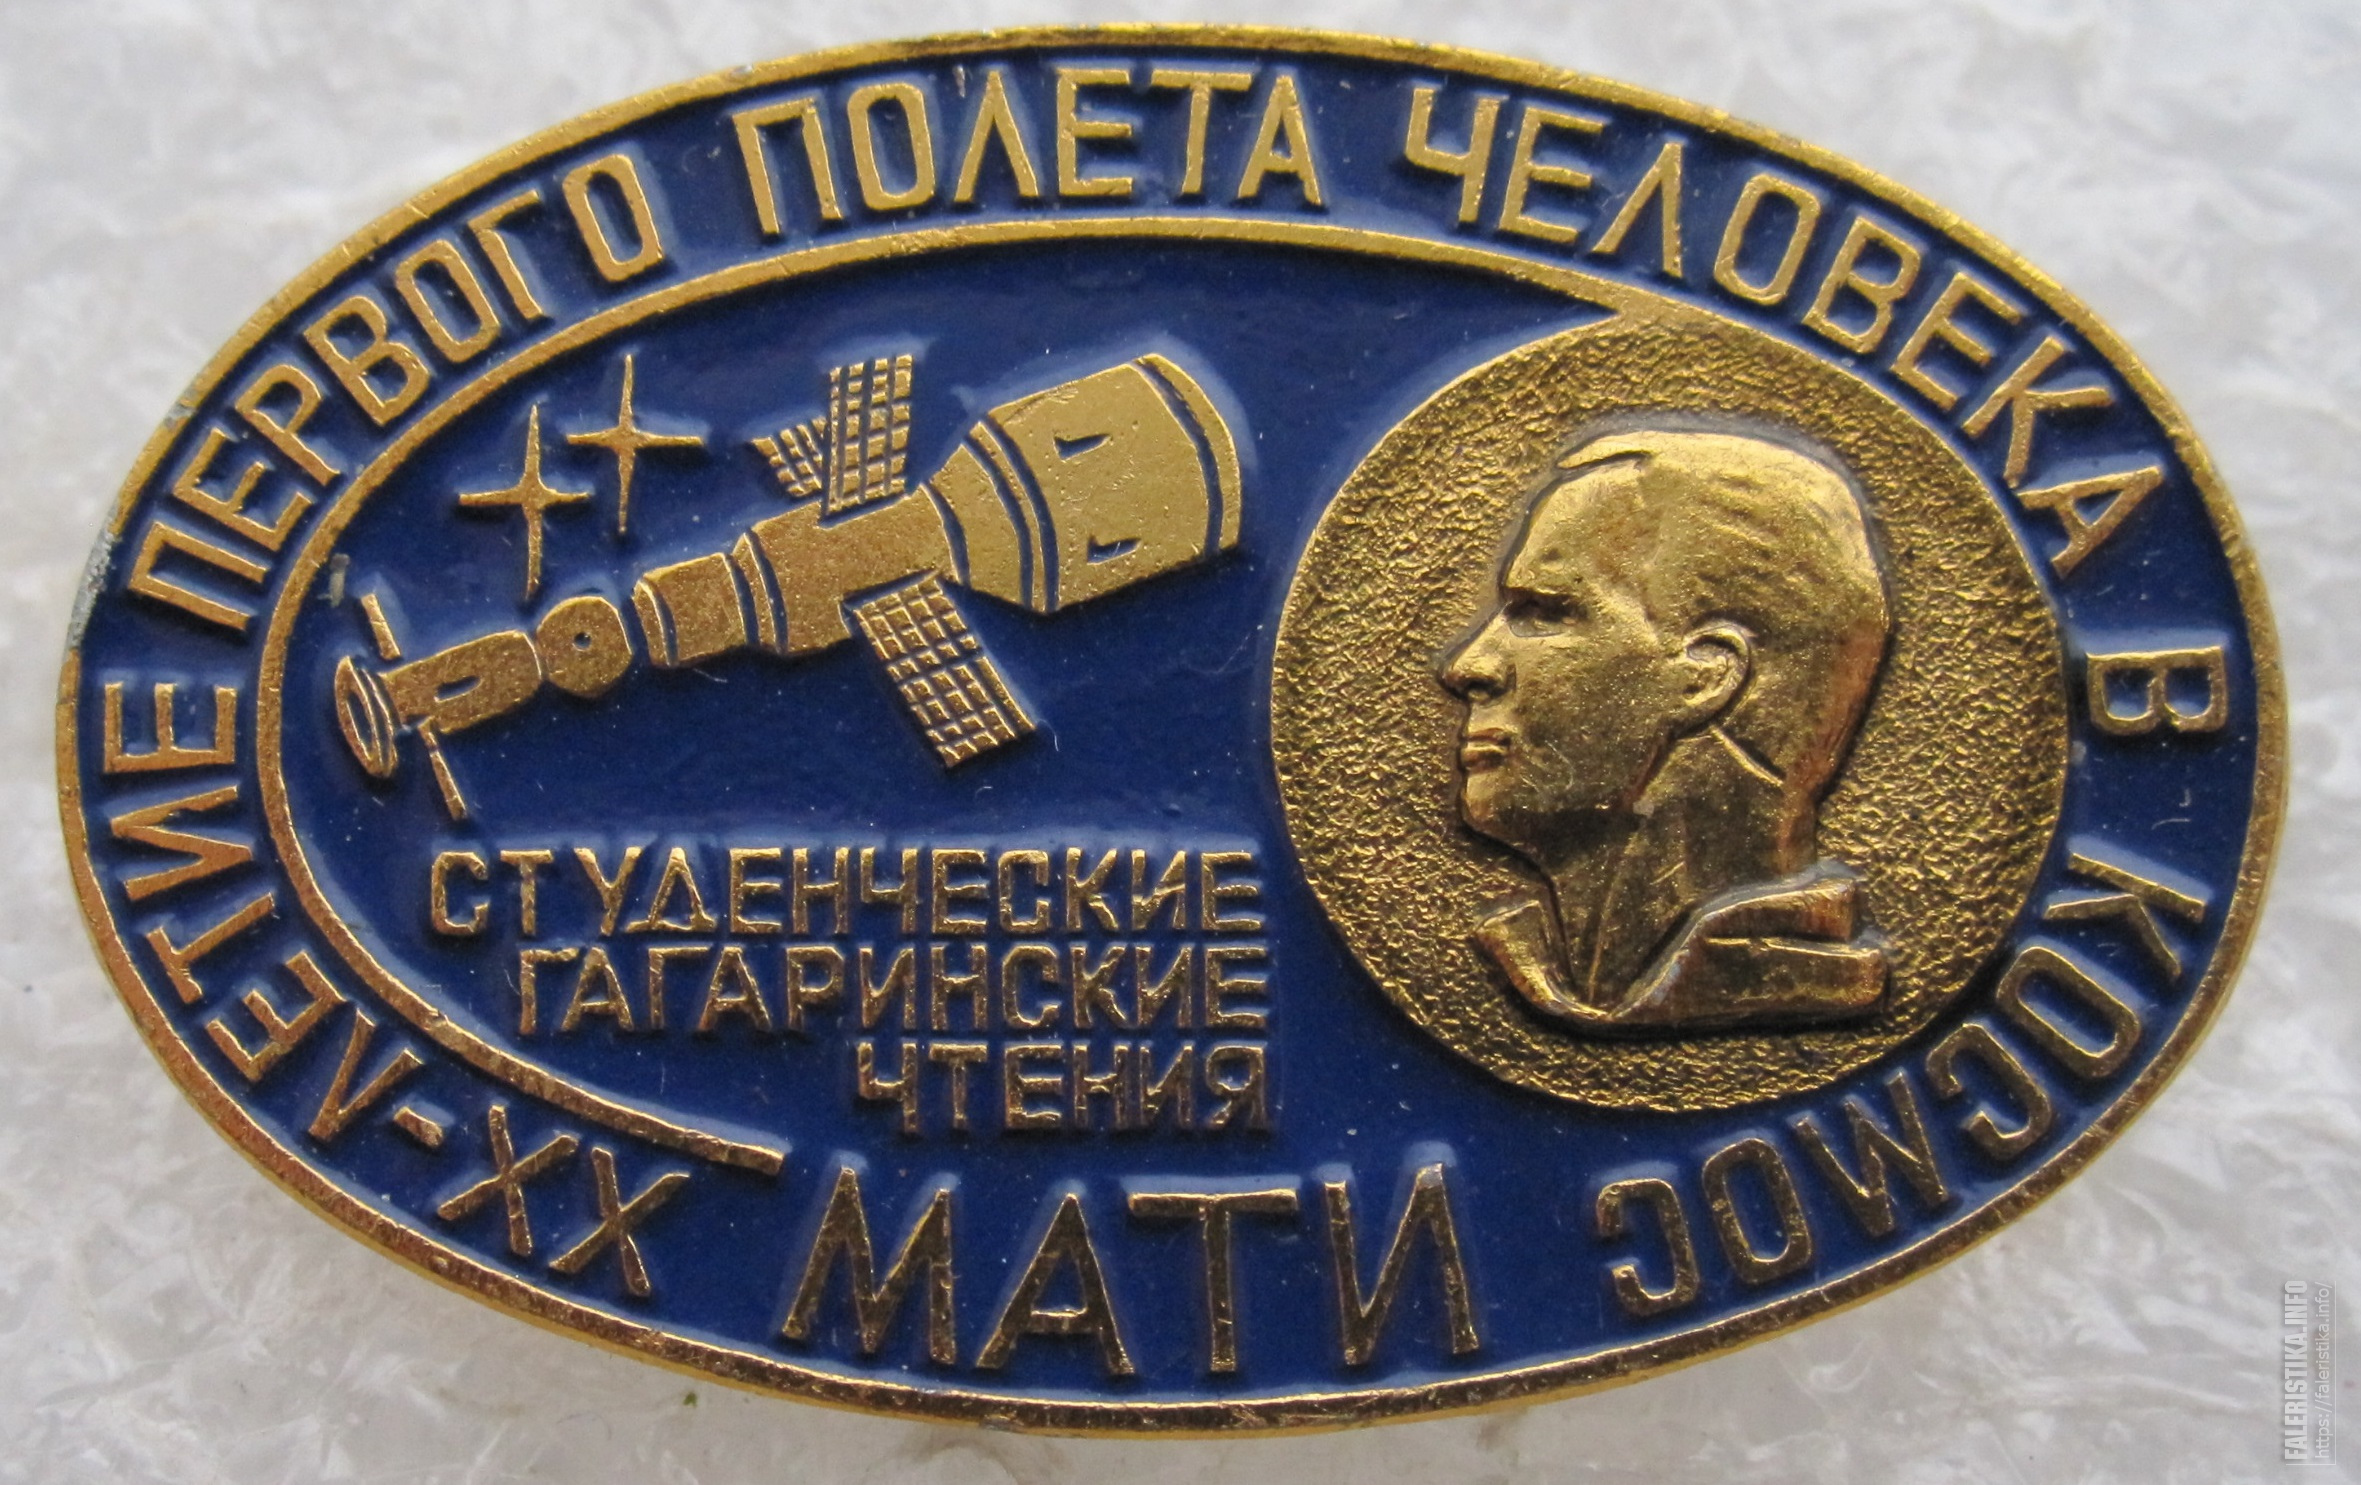 XX-ЛЕТИЕ ПЕРВОГО ПОЛЕТА ЧЕЛОВЕКА В КОСМОС
СТУДЕНЧЕСКИЕ
ГАГАРИНСКИЕ
ЧТЕНИЯ
МАТИ
FALERISTIKA.INFO
https://faleristika.info/